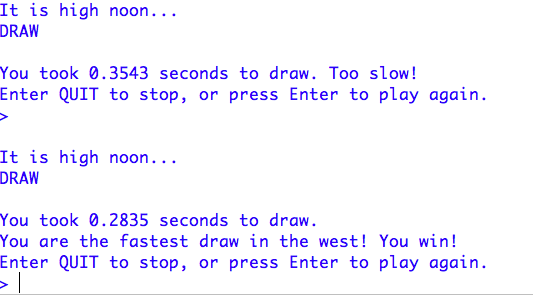 It is high noon...
DRAW
You took 0.3543 seconds to draw. Too slow!
Enter QUIT to stop, or press Enter to play again.
>
It is high noon...
DRAW
You took 0.2835 seconds to draw.
You are the fastest draw in the west! You win!
Enter QUIT to stop, or press Enter to play again.
>